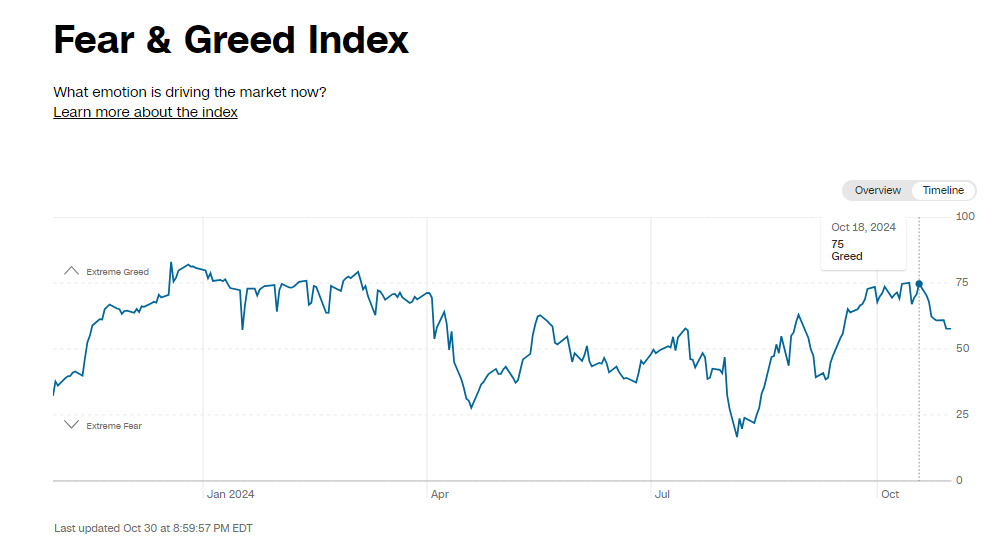 Fear & Greed Index
What emotion is driving the market now?
Learn more about the index
Overview Timeline
100
Oct 18, 2024
75
Greed
Extreme Greed
75
50
25
Extreme Fear
0
Jan 2024 Apr Jul Oct
Last updated Oct 30 at 8:59:57 PM EDT